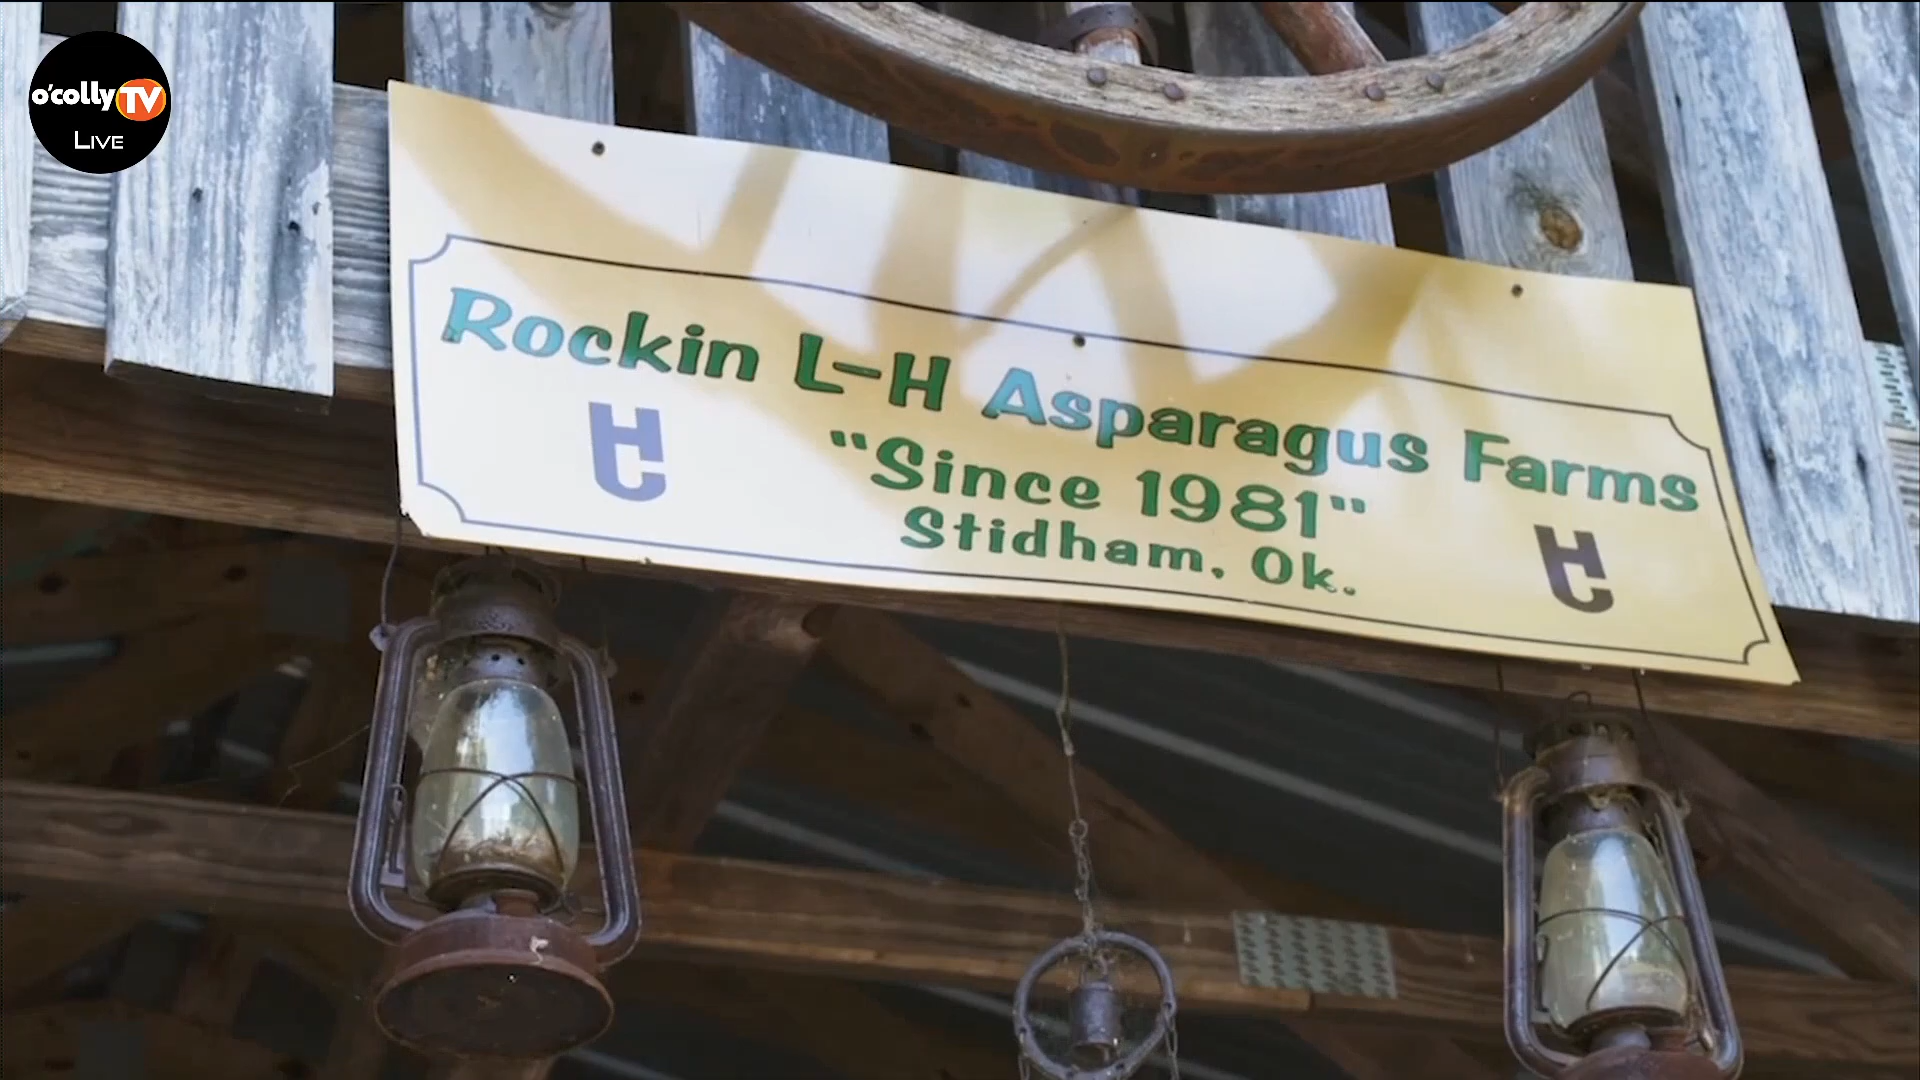 o'colly TV
LIVE
Rockin L-H Asparagus Farms
"Since 1981"
Stidham, Ok.